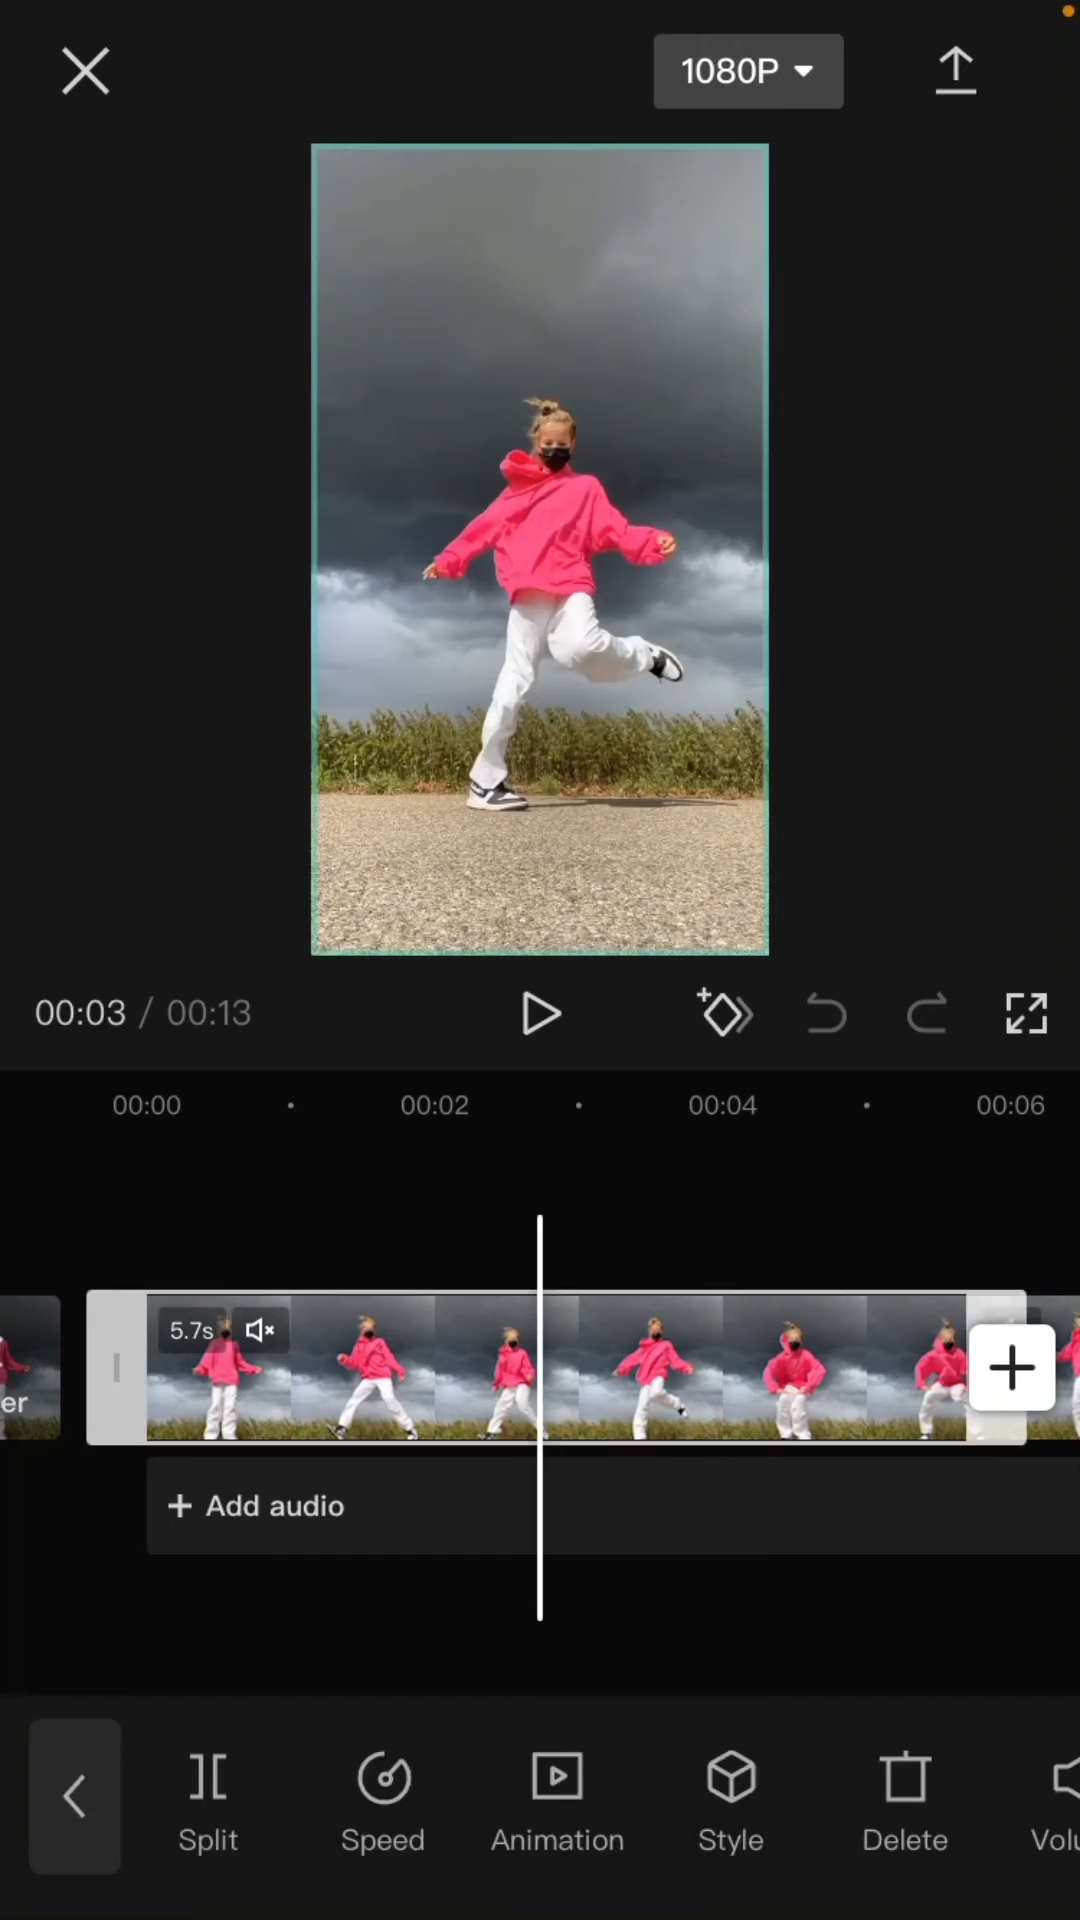 1080P
00:03 / 00:13
00:00 00:02 00:04 00:06
5.7s
er
+ Add audio
Split Speed Animation Style Delete Volu